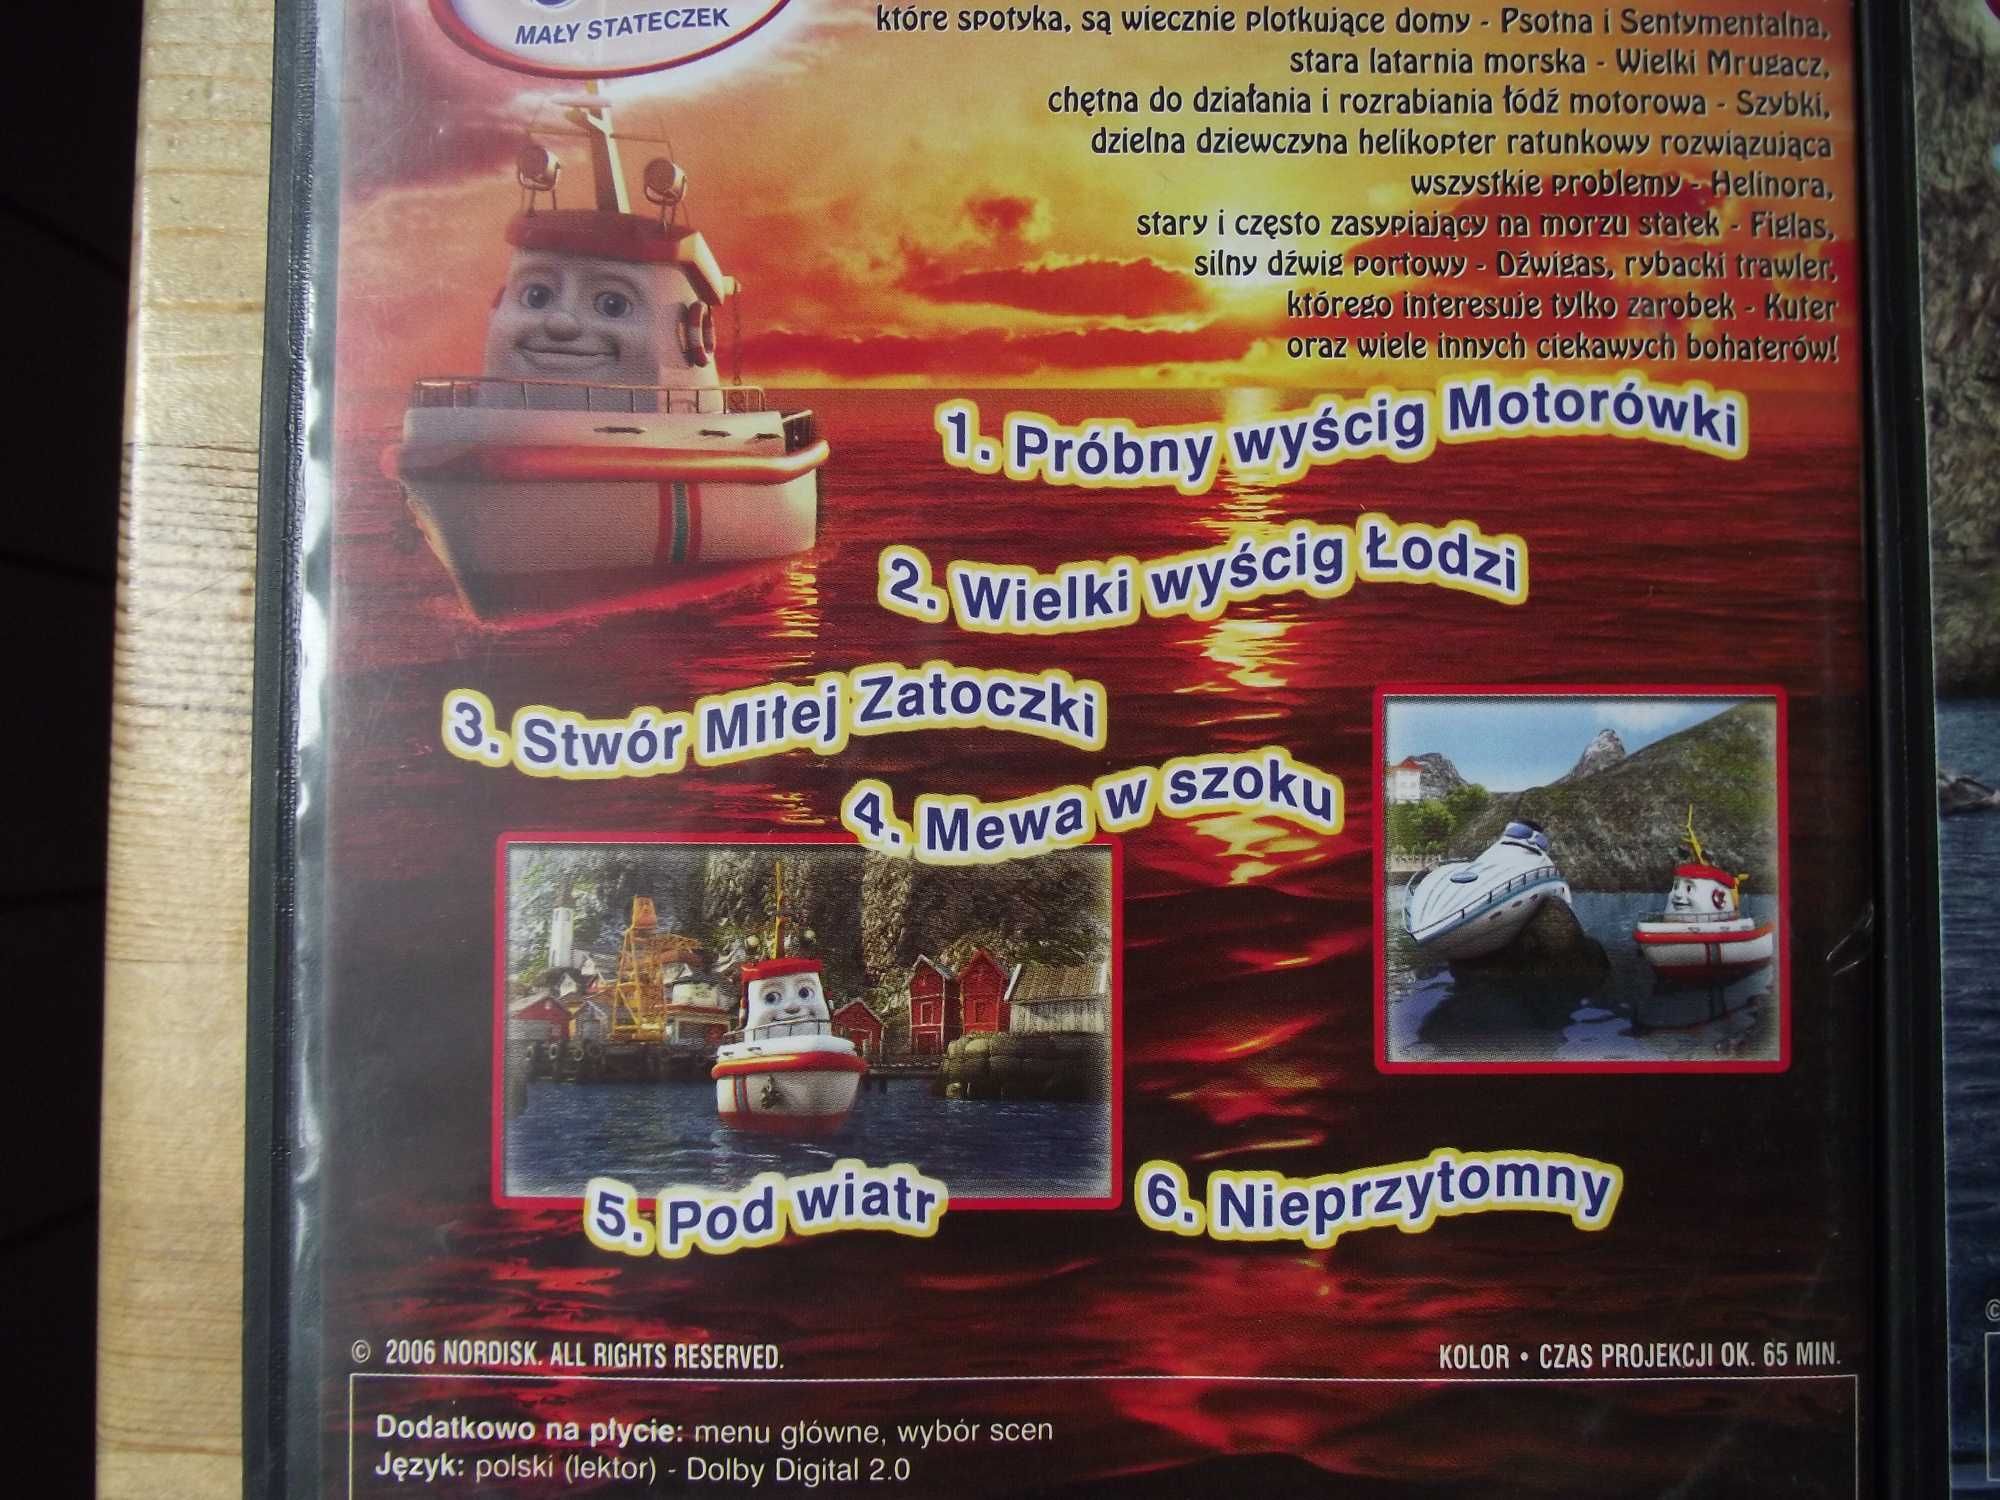 MAŁY STATECZEK
które spotyka, są wiecznie plotkujące domy - Psotna i Sentymentalna,
stara latarnia morska - Wielki Mrugacz,
chętna do działania i rozrabiania łódź motorowa - Szybki,
dzielna dziewczyna helikopter ratunkowy rozwiązująca
wszystkie problemy - Helinora,
stary i często zasypiający na morzu statek - Figlas,
silny dźwig portowy - Dźwigas, rybacki trawler,
którego interesuje tylko zarobek - Kuter
oraz wiele innych ciekawych bohaterów!
1. Próbny wyścig Motorówki
2. Wielki wyścig Łodzi
3. Stwór Miłej Zatoczki
4. Mewa w szoku
5. Pod wiatr
6. Nieprzytomny
© 2006 NORDISK. ALL RIGHTS RESERVED.
KOLOR • CZAS PROJEKCJI OK. 65 MIN.
Dodatkowo na płycie: menu główne, wybór scen
Język: polski (lektor) - Dolby Digital 2.0
©